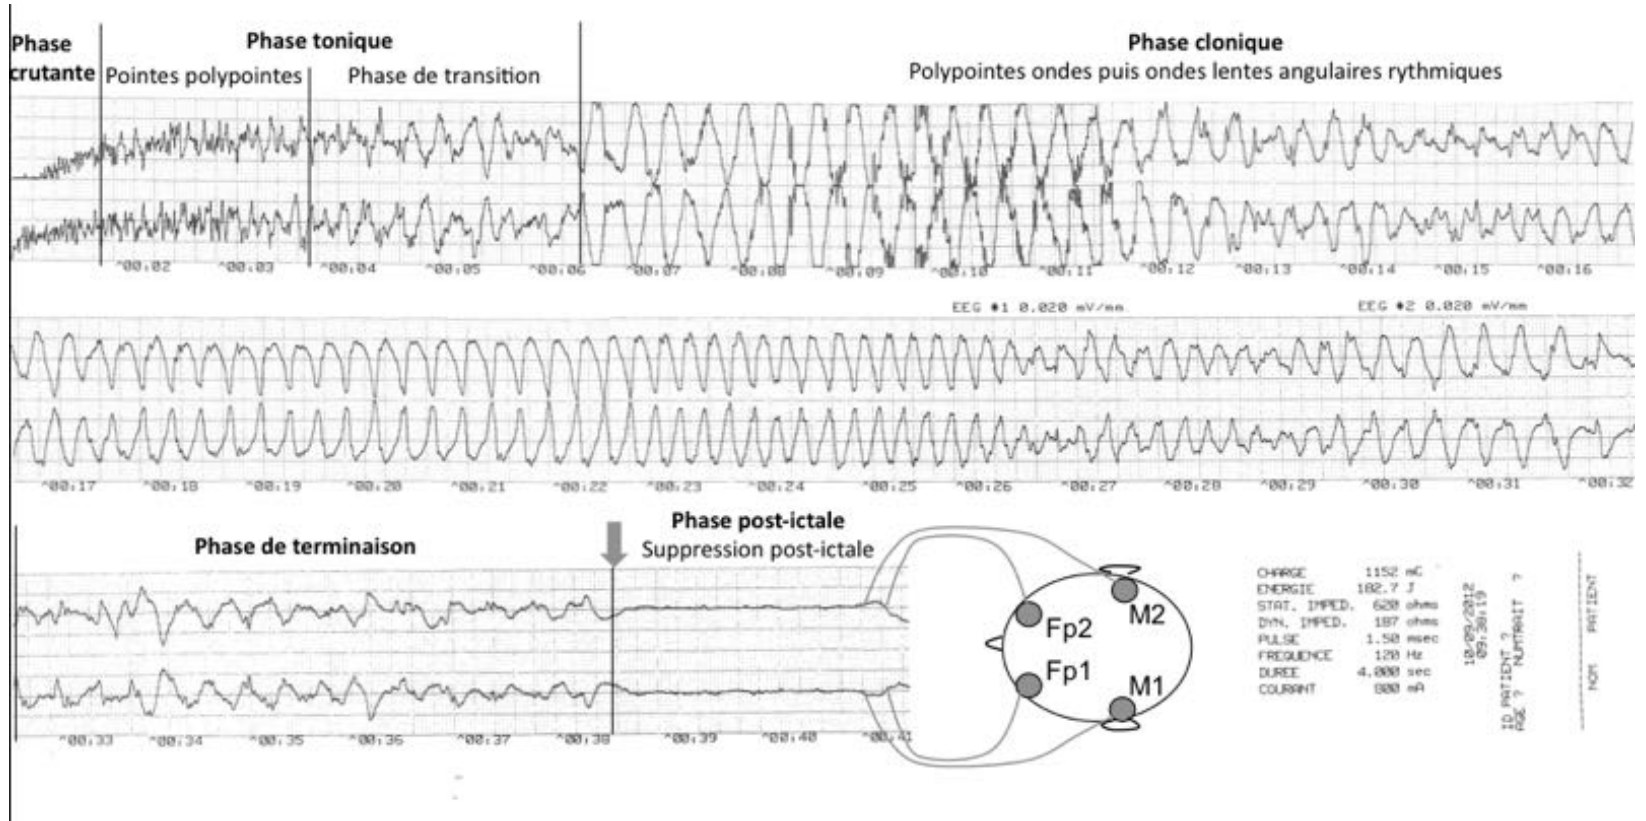 Phase
crutante
Phase tonique
Pointes polypointes
Phase de transition
Phase clonique
Polypointes ondes puis ondes lentes angulaires rythmiques
^00:02 ^00:03 ^00:04 ^00:05 ^00:06 ^00:07 ^00:08 ^00:09 ^00:10 ^00:11 ^00:12 ^00:13 ^00:14 ^00:15 ^00:16
EEG #1 0.020 mV/mm EEG #2 0.020 mV/mm
^00:17 ^00:18 ^00:19 ^00:20 ^00:21 ^00:22 ^00:23 ^00:24 ^00:25 ^00:26 ^00:27 ^00:28 ^00:29 ^00:30 ^00:31 ^00:32
Phase de terminaison
Phase post-ictale
Suppression post-ictale
^00:33 ^00:34 ^00:35 ^00:36 ^00:37 ^00:38 ^00:39 ^00:40 ^00:41
Fp2
M2
Fp1
M1
CHARGE 1152 mC
ENERGIE 182.7 J
STAT. IMPED. 620 ohms
DYN. IMPED. 187 ohms
PULSE 1.50 msec
FREQUENCE 120 Hz
DUREE 4.000 sec
COURANT 800 mA
10/09/2012
09:38:19
ID PATIENT ?
AGE ? NUMTRAIT ?
NOM PATIENT